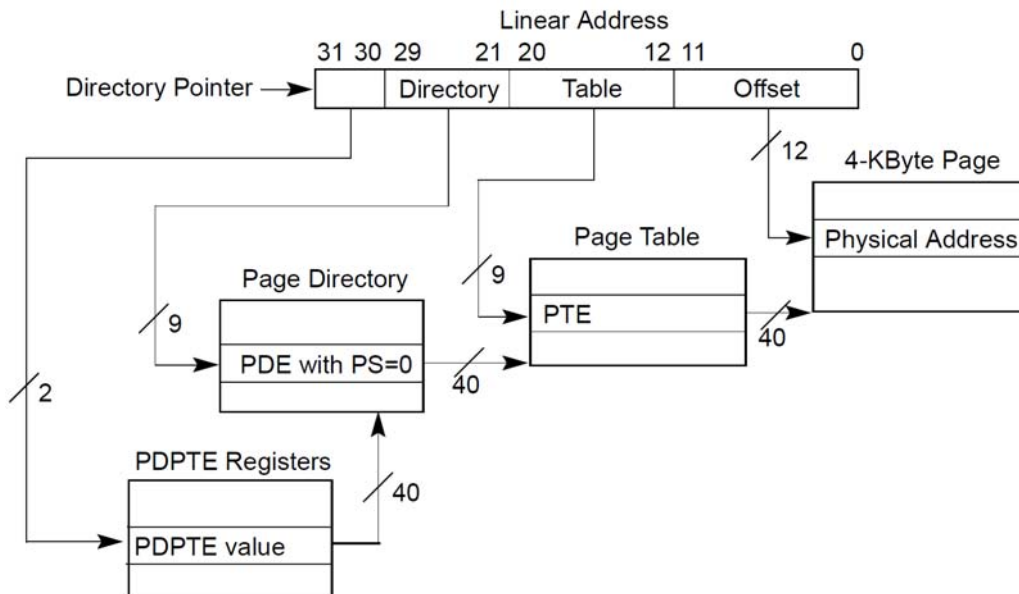 Linear Address
31 30 29 21 20 12 11 0
Directory Pointer Directory Table Offset
12
4-KByte Page
Physical Address
Page Table
9
PTE
40
Page Directory
9
PDE with PS=0
40
2
PDPTE Registers
40
PDPTE value